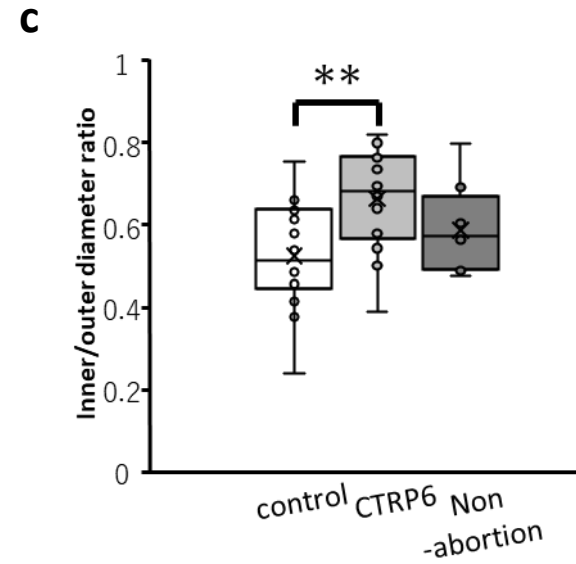 c
Inner/outer diameter ratio
1
0.8
0.6
0.4
0.2
0
**
control
CTRP6
Non
-abortion